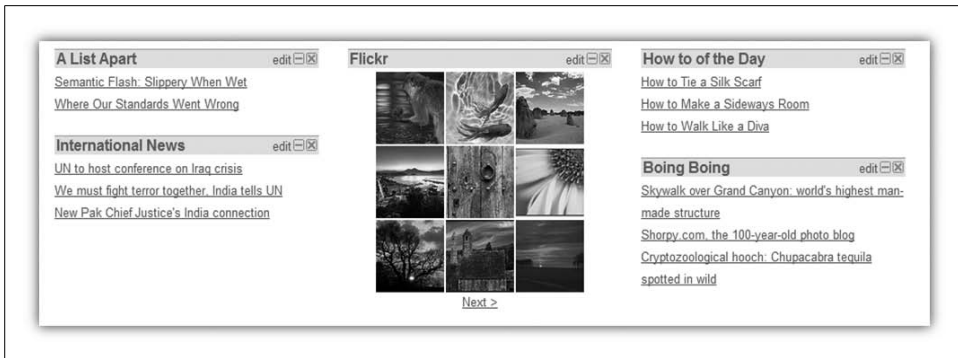 A List Apart edit
Semantic Flash: Slippery When Wet
Where Our Standards Went Wrong
International News edit
UN to host conference on Iraq crisis
We must fight terror together, India tells UN
New Pak Chief Justice's India connection
Flickr edit
Next >
How to of the Day edit
How to Tie a Silk Scarf
How to Make a Sideways Room
How to Walk Like a Diva
Boing Boing edit
Skywalk over Grand Canyon: world's highest man-
made structure
Shorpy.com, the 100-year-old photo blog
Cryptozoological hooch: Chupacabra tequila
spotted in wild